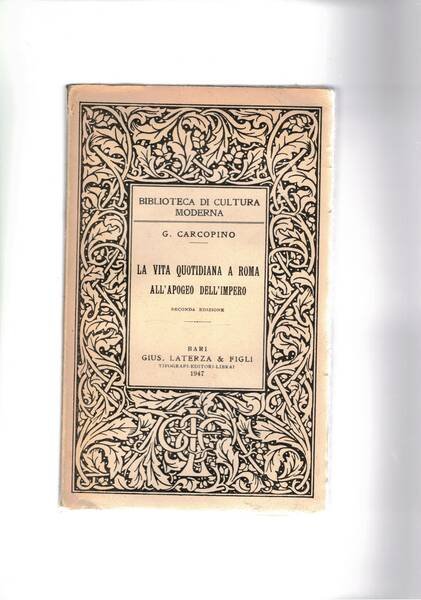 BIBLIOTECA DI CULTURA
MODERNA
G. CARCOPINO
LA VITA QUOTIDIANA A ROMA
ALL'APOGEO DELL'IMPERO
SECONDA EDIZIONE
BARI
GIUS. LATERZA & FIGLI
TIPOGRAFI-EDITORI-LIBRAI
1947